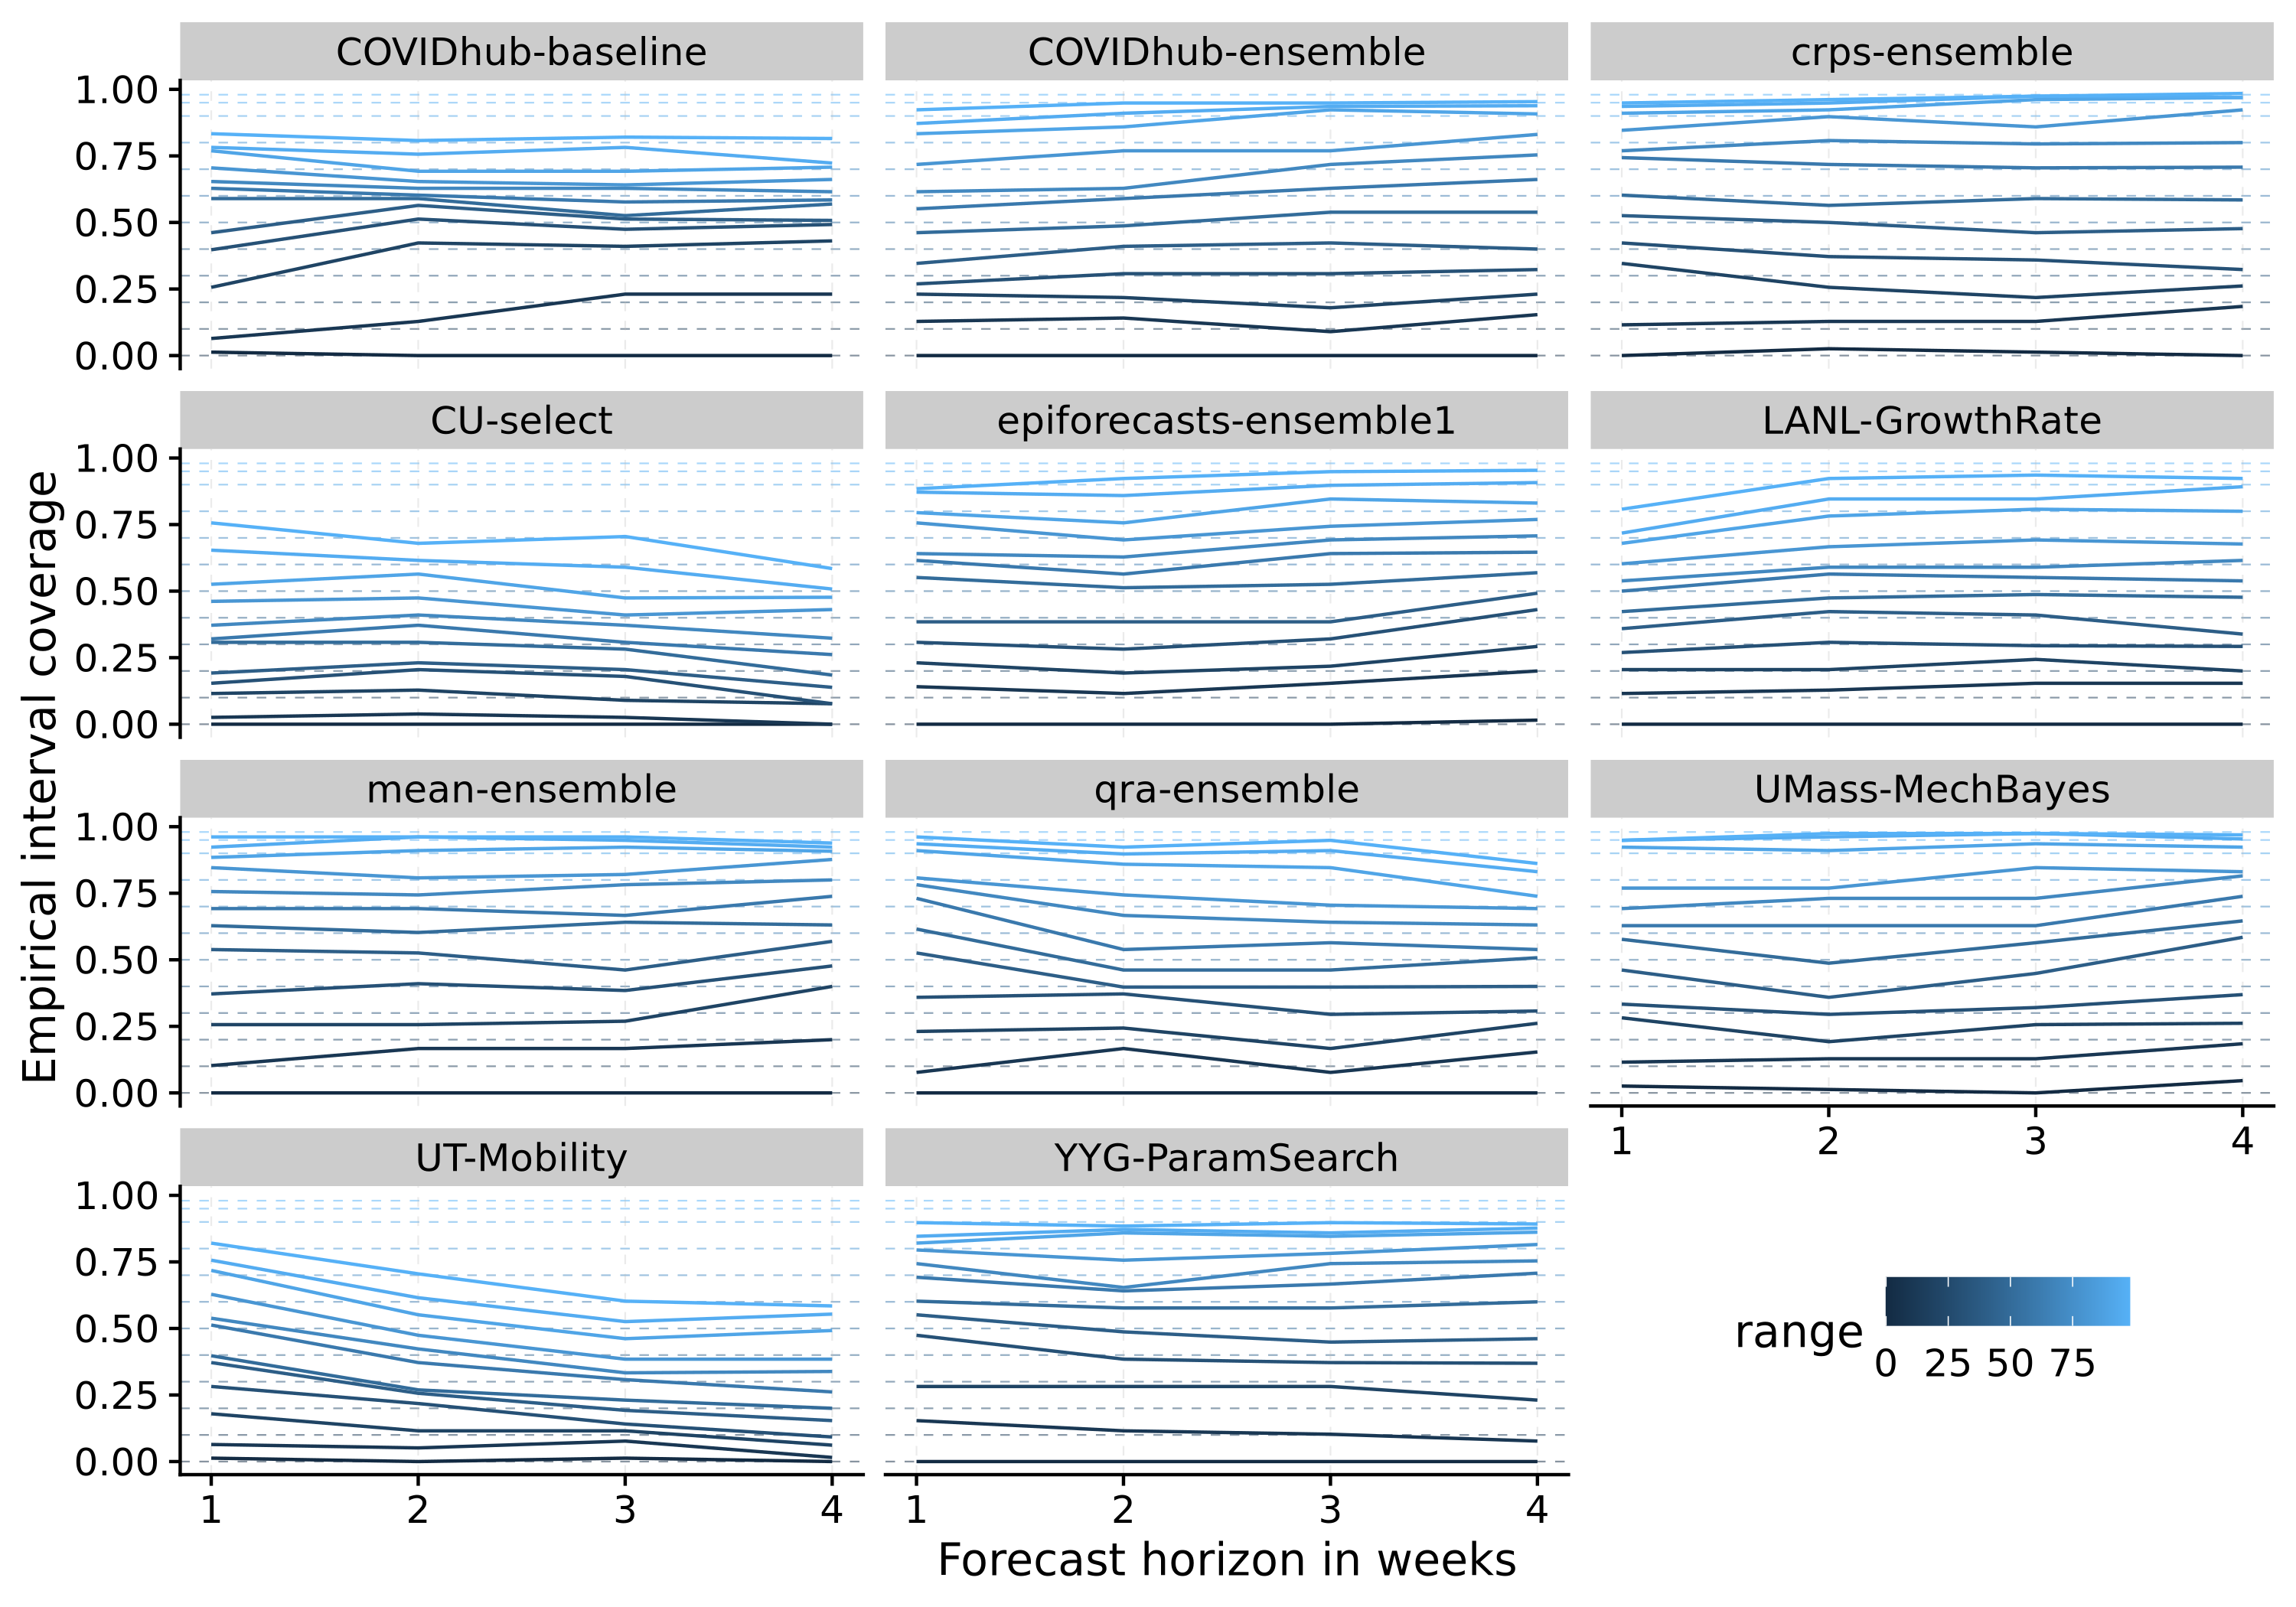 COVIDhub-baseline COVIDhub-ensemble crps-ensemble
1.00
0.75
0.50
0.25
0.00
CU-select epiforecasts-ensemble1 LANL-GrowthRate
1.00
0.75
0.50
0.25
0.00
Empirical interval coverage
mean-ensemble qra-ensemble UMass-MechBayes
1.00
0.75
0.50
0.25
0.00
1 2 3 4
UT-Mobility YYG-ParamSearch
1.00
0.75
0.50
0.25
0.00
1 2 3 4 1 2 3 4
Forecast horizon in weeks
range
0 25 50 75